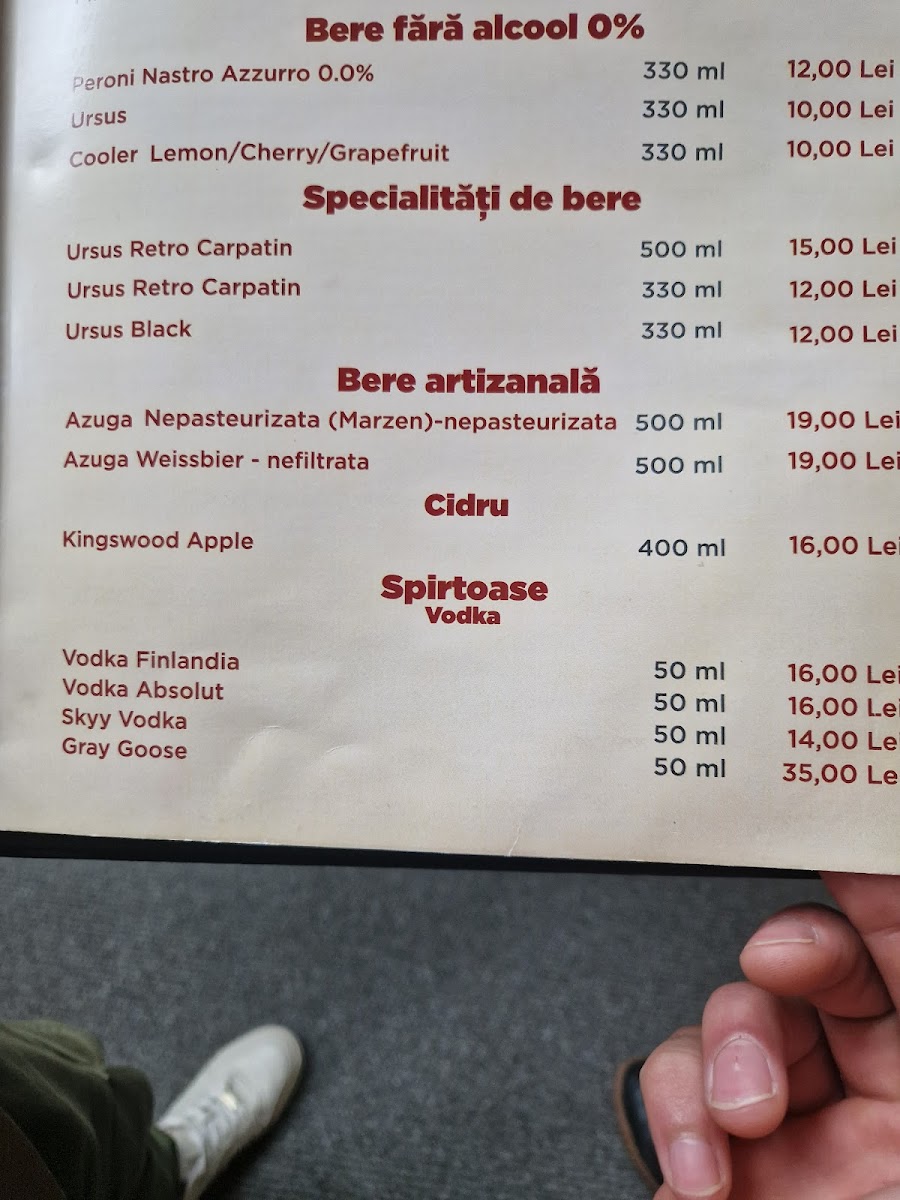 Bere fără alcool 0%
Peroni Nastro Azzurro 0.0% 330 ml 12,00 Lei
Ursus 330 ml 10,00 Lei
Cooler Lemon/Cherry/Grapefruit 330 ml 10,00 Lei
Specialități de bere
Ursus Retro Carpatin 500 ml 15,00 Lei
Ursus Retro Carpatin 330 ml 12,00 Lei
Ursus Black 330 ml 12,00 Lei
Bere artizanală
Azuga Nepasteurizata (Marzen)-nepasteurizata 500 ml 19,00 Lei
Azuga Weissbier - nefiltrata 500 ml 19,00 Lei
Cidru
Kingswood Apple 400 ml 16,00 Lei
Spirtoase
Vodka
Vodka Finlandia 50 ml 16,00 Lei
Vodka Absolut 50 ml 16,00 Lei
Skyy Vodka 50 ml 14,00 Le
Gray Goose 50 ml 35,00 Le